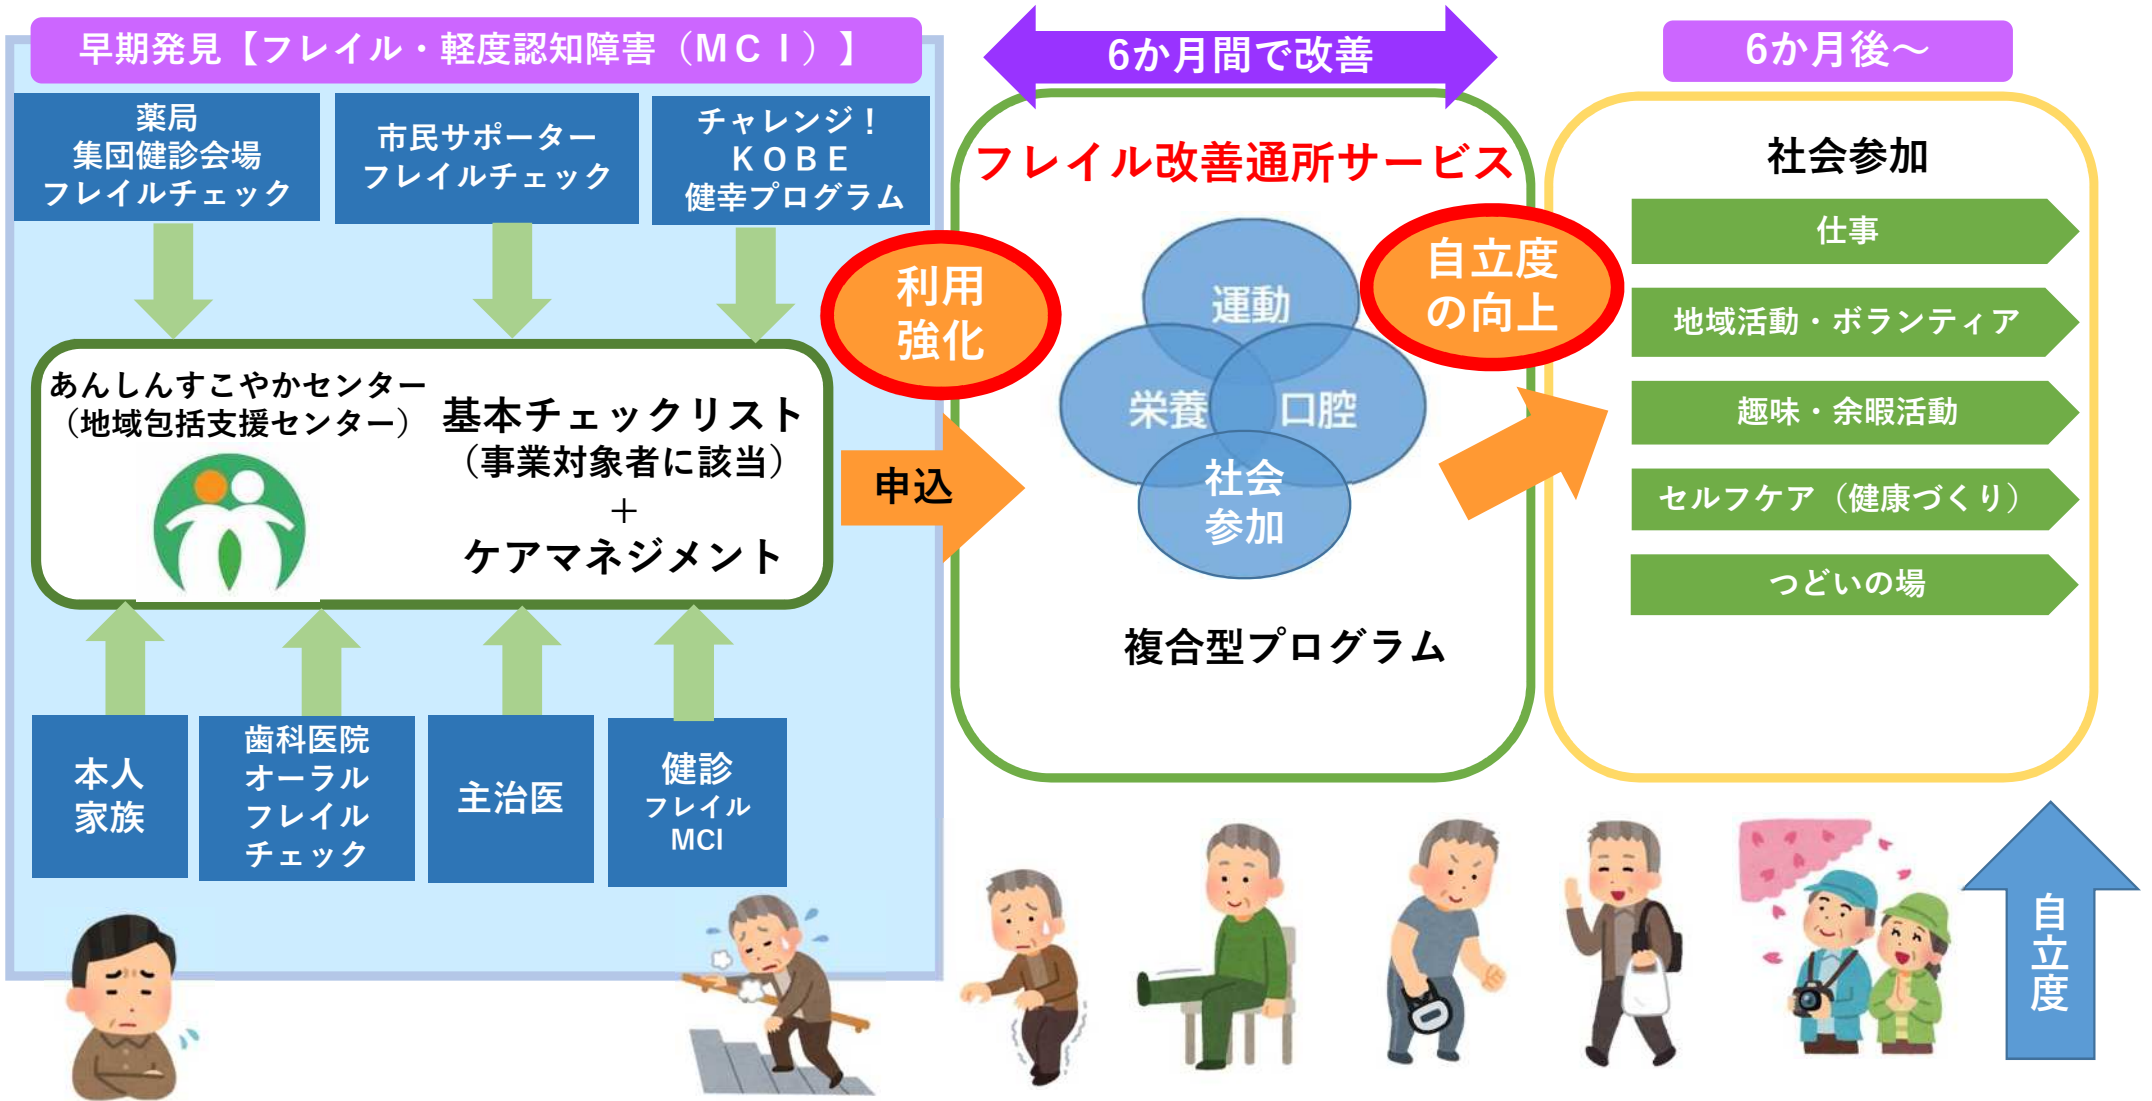 早期発見【フレイル・軽度認知障害（ＭＣＩ）】
薬局
集団健診会場
フレイルチェック
市民サポーター
フレイルチェック
チャレンジ！
ＫＯＢＥ
健幸プログラム
あんしんすこやかセンター
（地域包括支援センター）
基本チェックリスト
（事業対象者に該当）
＋
ケアマネジメント
本人
家族
歯科医院
オーラル
フレイル
チェック
主治医
健診
フレイル
MCI
利用
強化
申込
6か月間で改善
フレイル改善通所サービス
運動
栄養
口腔
社会
参加
複合型プログラム
自立度
の向上
6か月後～
社会参加
仕事
地域活動・ボランティア
趣味・余暇活動
セルフケア（健康づくり）
つどいの場
自立度